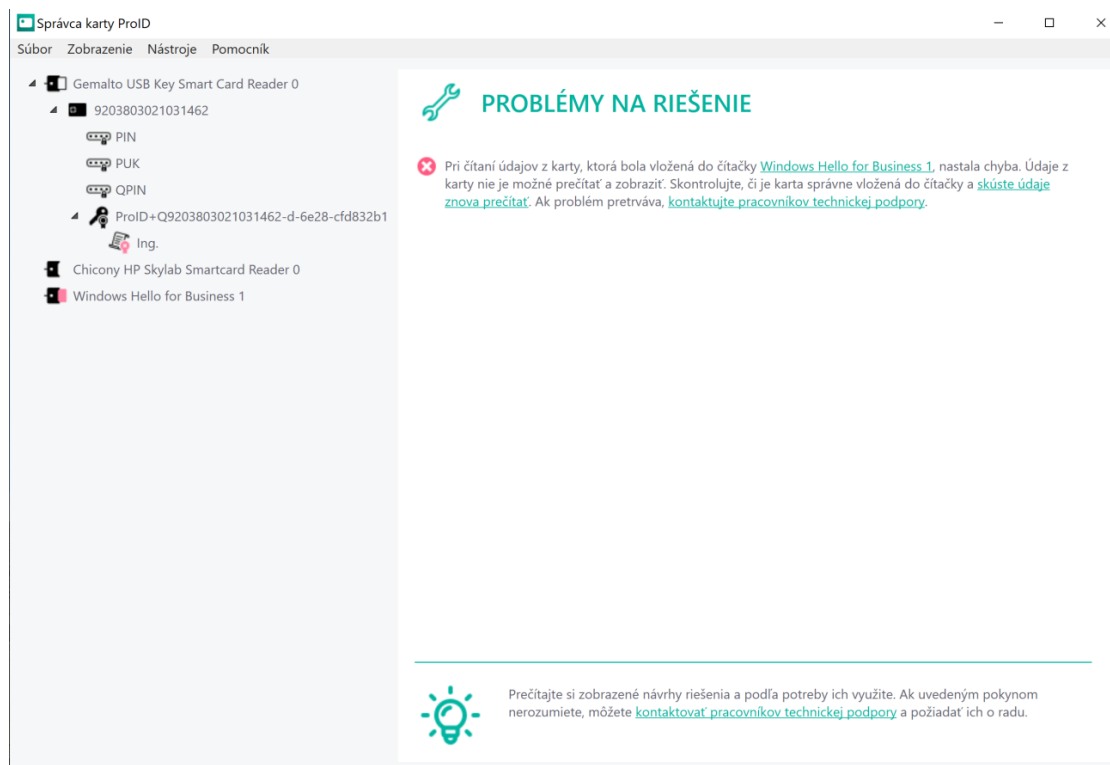 Správca karty ProID
Súbor Zobrazenie Nástroje Pomocník
Gemalto USB Key Smart Card Reader 0
9203803021031462
PIN
PUK
QPIN
ProID+Q9203803021031462-d-6e28-cfd832b1
Ing.
Chicony HP Skylab Smartcard Reader 0
Windows Hello for Business 1
PROBLÉMY NA RIEŠENIE
Pri čítaní údajov z karty, ktorá bola vložená do čítačky Windows Hello for Business 1, nastala chyba. Údaje z
karty nie je možné prečítať a zobraziť. Skontrolujte, či je karta správne vložená do čítačky a skúste údaje
znova prečítať. Ak problém pretrváva, kontaktujte pracovníkov technickej podpory.
Prečítajte si zobrazené návrhy riešenia a podľa potreby ich využite. Ak uvedeným pokynom
nerozumiete, môžete kontaktovať pracovníkov technickej podpory a požiadať ich o radu.